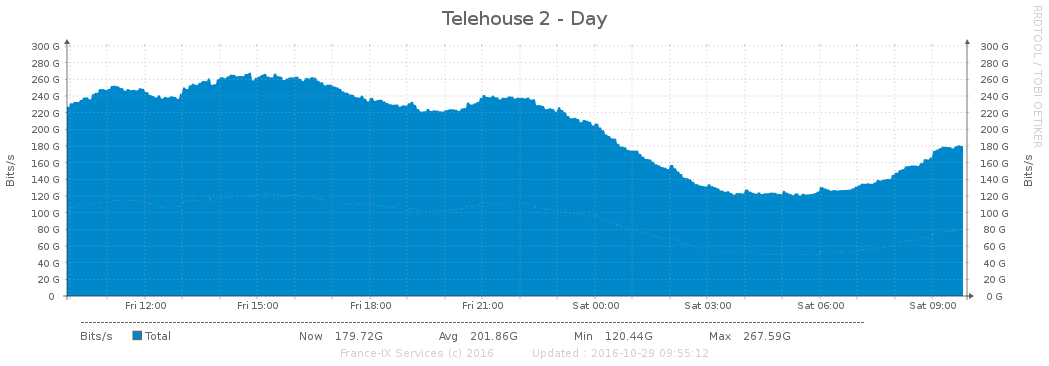 Telehouse 2 - Day
RRDTOOL / TOBI OETIKER
Bits/s
300 G
280 G
260 G
240 G
220 G
200 G
180 G
160 G
140 G
120 G
100 G
80 G
60 G
40 G
20 G
0
300 G
280 G
260 G
240 G
220 G
200 G
180 G
160 G
140 G
120 G
100 G
80 G
60 G
40 G
20 G
0 G
Bits/s
Fri 12:00 Fri 15:00 Fri 18:00 Fri 21:00 Sat 00:00 Sat 03:00 Sat 06:00 Sat 09:00
Bits/s Total Now 179.72G Avg 201.86G Min 120.44G Max 267.59G
France-IX Services (c) 2016 Updated : 2016-10-29 09:55:12